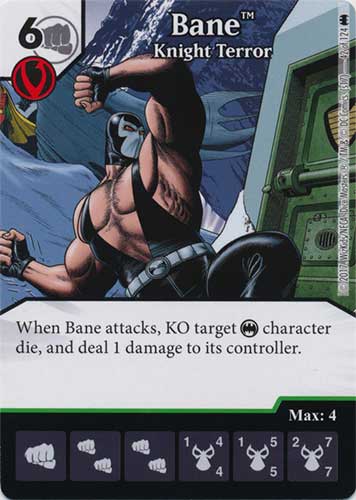 6
Bane™
Knight Terror
When Bane attacks, KO target character
die, and deal 1 damage to its controller.
Max: 4
1 4 4
1 5 5
2 7 7